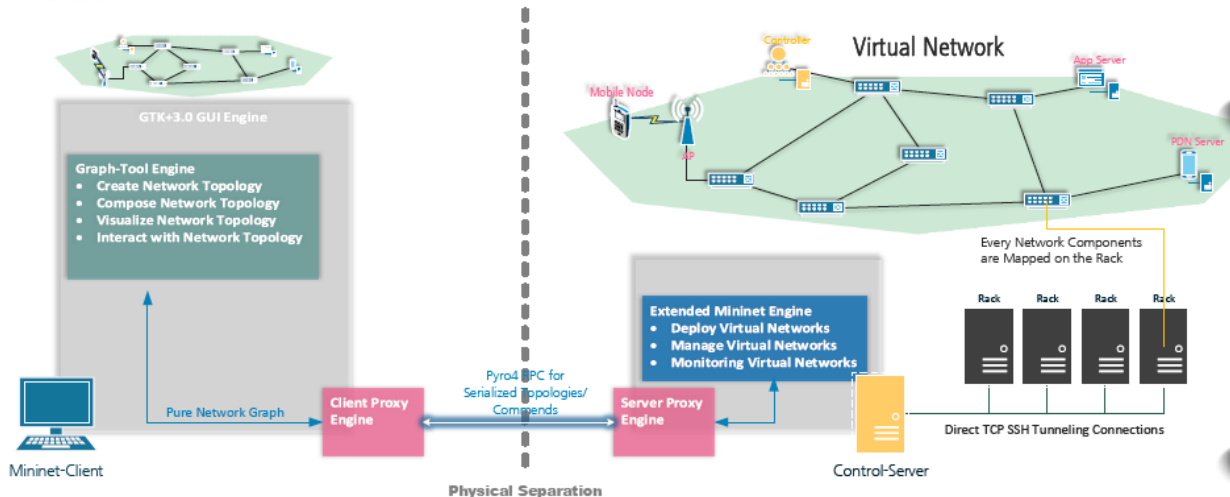 Virtual Network
Controller
App Server
Mobile Node
AP
PDN Server
GTK+3.0 GUI Engine
Graph-Tool Engine
• Create Network Topology
• Compose Network Topology
• Visualize Network Topology
• Interact with Network Topology
Every Network Components
are Mapped on the Rack
Rack
Rack
Rack
Rack
Extended Mininet Engine
• Deploy Virtual Networks
• Manage Virtual Networks
• Monitoring Virtual Networks
Pyro4 RPC for
Serialized Topologies/
Commends
Pure Network Graph
Client Proxy
Engine
Server Proxy
Engine
Direct TCP SSH Tunneling Connections
Mininet-Client
Control-Server
Physical Separation